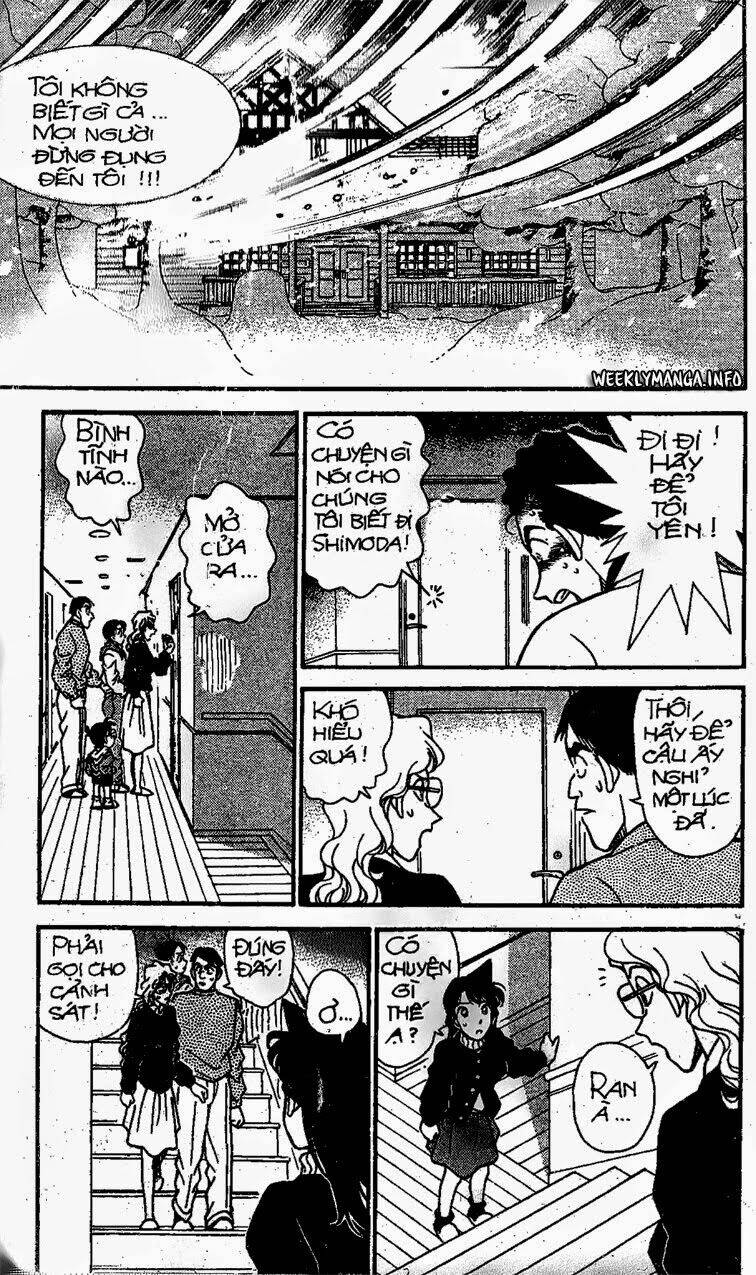 TÔI KHÔNG
BIẾT GÌ CẢ ...
MỌI NGƯỜI
ĐỪNG ĐỤNG
ĐẾN TÔI !!!
WEEKLYMANGA.INFO
ĐI ĐI !
HÃY
ĐỂ
TÔI
YÊN !
CÓ
CHUYỆN GÌ
NÓI CHO
CHÚNG
TÔI BIẾT ĐI
SHIMODA!
THÔI,
HÃY ĐỂ
CẬU ẤY
NGHỈ
MỘT LÚC
ĐÃ.
KHÓ
HIỂU
QUÁ !
MỞ
CỬA
RA ...
BÌNH
TĨNH
NÀO...
RAN
À ...
CÓ
CHUYỆN
GÌ
THẾ
Ạ ?
Ơ...
ĐÚNG
ĐẤY!
PHẢI
GỌI CHO
CẢNH
SÁT !